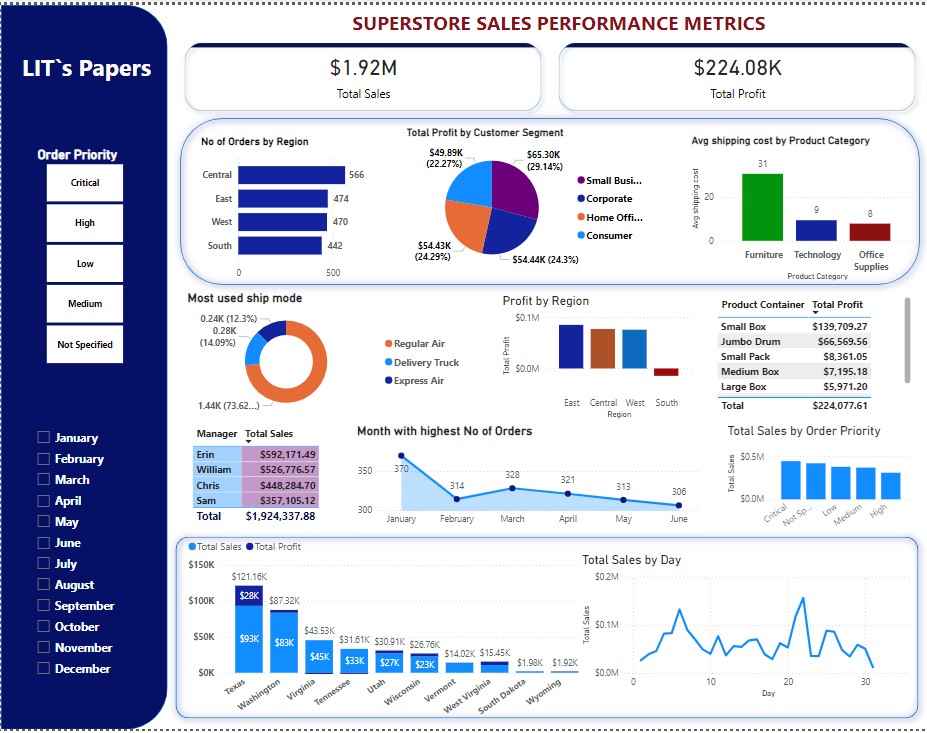 SUPERSTORE SALES PERFORMANCE METRICS
LIT`s Papers
$1.92M
Total Sales
$224.08K
Total Profit
Order Priority
Critical
High
Low
Medium
Not Specified
January
February
March
April
May
June
July
August
September
October
November
December
No of Orders by Region
Central 566
East 474
West 470
South 442
0 500
Total Profit by Customer Segment
$49.89K
(22.27%)
$65.30K
(29.14%)
$54.43K
(24.29%)
$54.44K (24.3%)
Small Busi...
Corporate
Home Offi...
Consumer
Avg shipping cost by Product Category
Avg shipping cost
20
0
31
9
8
Furniture Technology Office
Supplies
Product Category
Most used ship mode
0.24K (12.3%)
0.28K
(14.09%)
1.44K (73.62...)
Regular Air
Delivery Truck
Express Air
Profit by Region
Total Profit
$0.1M
$0.0M
East Central West South
Region
Product Container Total Profit
Small Box $139,709.27
Jumbo Drum $66,569.56
Small Pack $8,361.05
Medium Box $7,195.18
Large Box $5,971.20
Total $224,077.61
Manager Total Sales
Erin $592,171.49
William $526,776.57
Chris $448,284.70
Sam $357,105.12
Total $1,924,337.88
Month with highest No of Orders
350
300
370
314
328
321
313
306
January February March April May June
Total Sales by Order Priority
Total Sales
$0.5M
$0.0M
Critical Not Sp... Low Medium High
Total Sales Total Profit
$150K
$100K
$50K
$0K
$121.16K
$87.32K
$43.53K
$31.61K
$30.91K
$26.76K
$14.02K
$15.45K
$1.98K
$1.92K
$28K
$93K
$83K
$45K
$33K
$27K
$23K
Texas Washington Virginia Tennessee Utah Wisconsin Vermont West Virginia South Dakota Wyoming
Total Sales by Day
Total Sales
$0.2M
$0.1M
$0.0M
0 10 20 30
Day